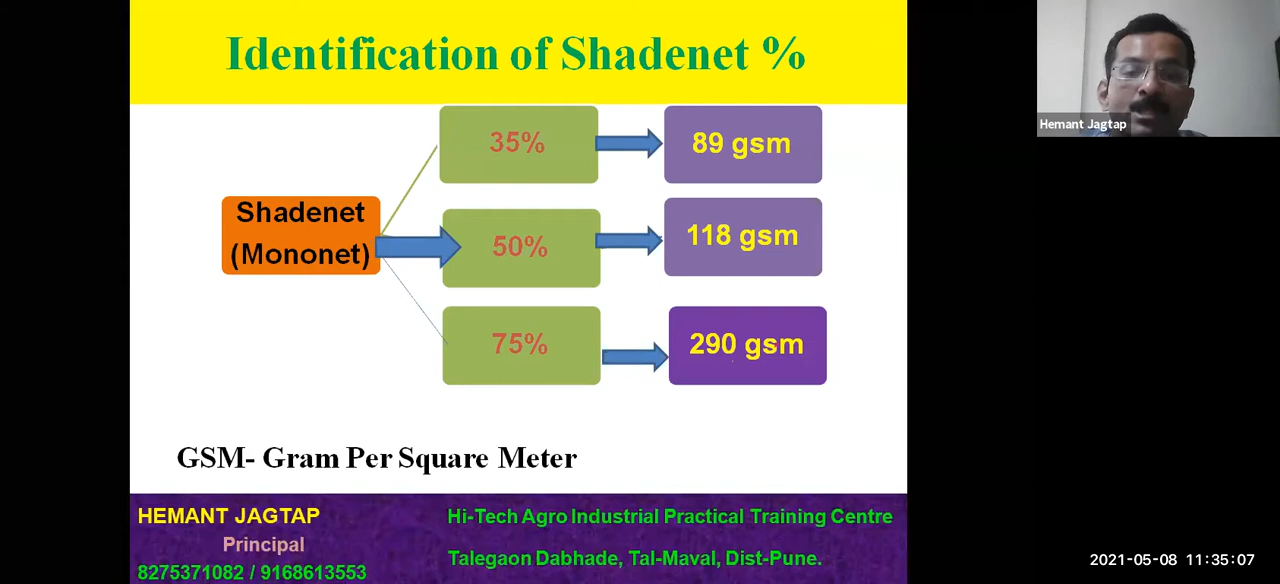 Identification of Shadenet %
Hemant Jagtap
35%
89 gsm
Shadenet
(Mononet)
50%
118 gsm
75%
290 gsm
GSM- Gram Per Square Meter
HEMANT JAGTAP
Principal
8275371082 / 9168613553
Hi-Tech Agro Industrial Practical Training Centre
Talegaon Dabhade, Tal-Maval, Dist-Pune.
2021-05-08 11:35:07